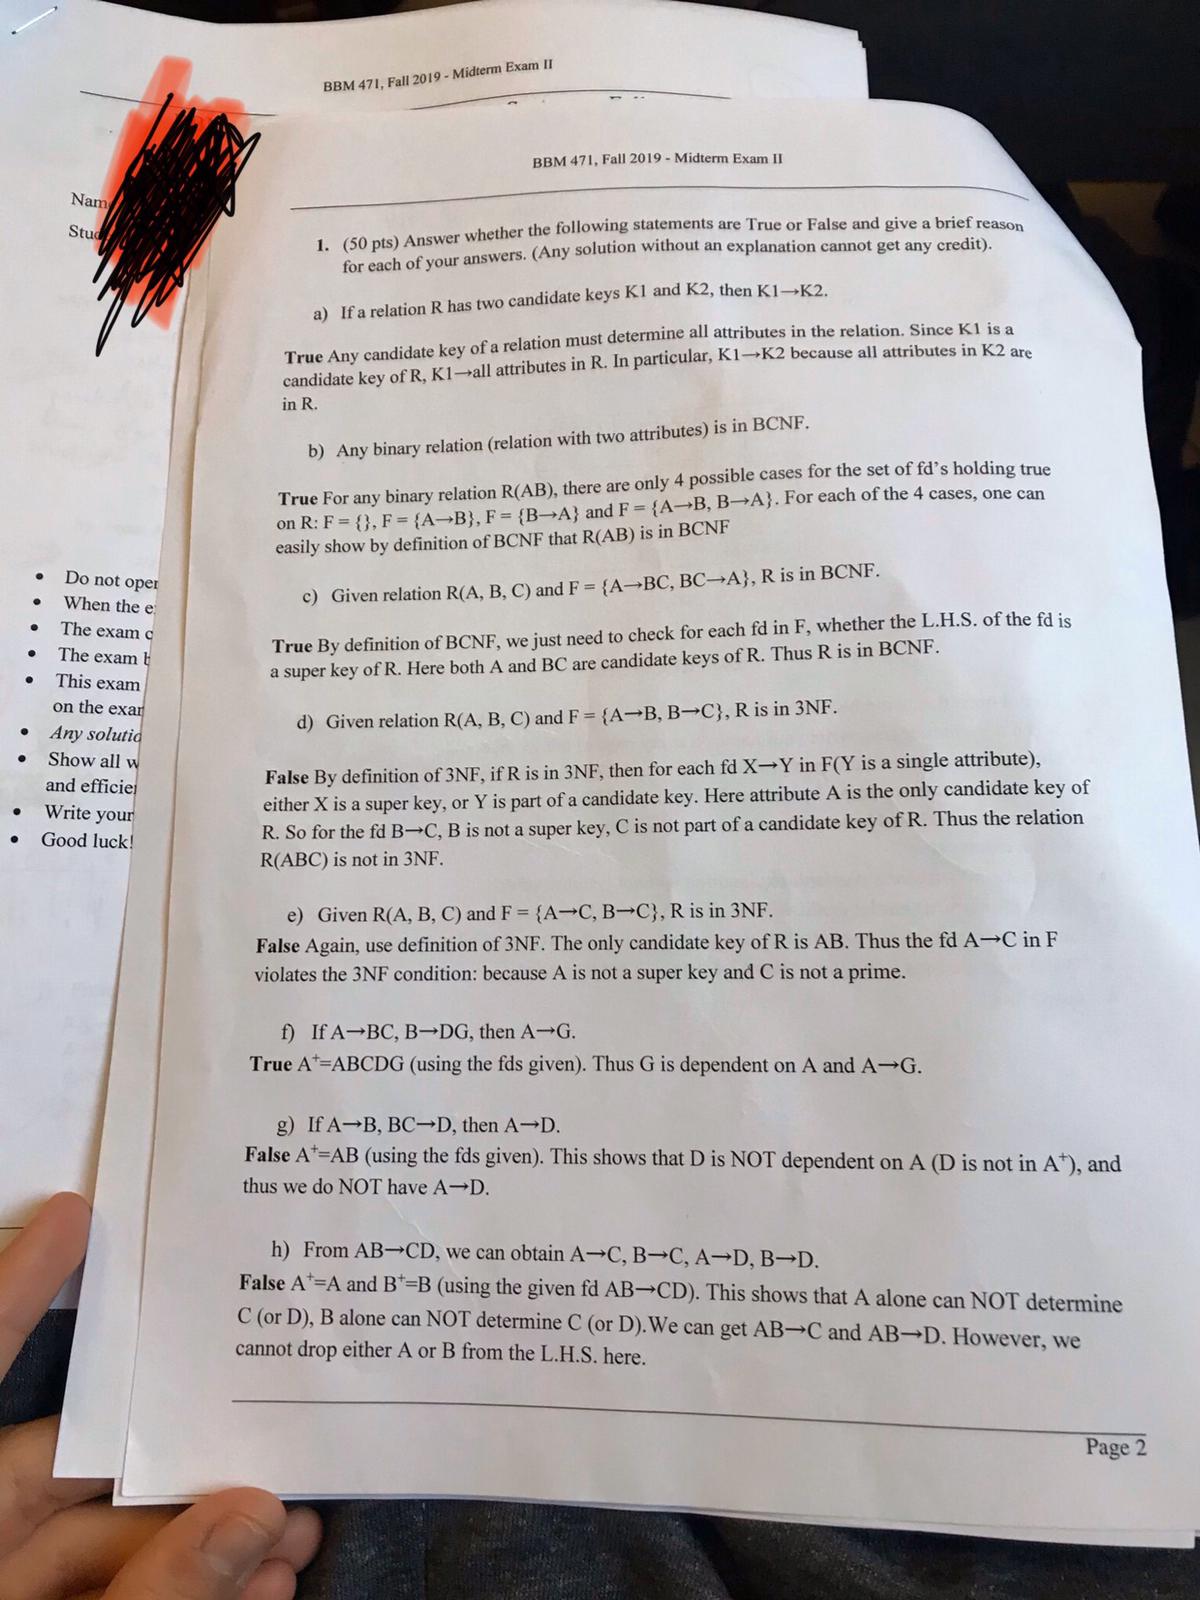 BBM 471, Fall 2019 - Midterm Exam II
Nam
Stud
Do not open
When the e
The exam
The exam
This exam
on the exam
Any solutio
Show all w
and efficie
Write your
Good luck!
BBM 471, Fall 2019 - Midterm Exam II
1. (50 pts) Answer whether the following statements are True or False and give a brief reason
for each of your answers. (Any solution without an explanation cannot get any credit).
a) If a relation R has two candidate keys K1 and K2, then K1→K2.
True Any candidate key of a relation must determine all attributes in the relation. Since K1 is a
candidate key of R, K1→all attributes in R. In particular, K1→K2 because all attributes in K2 are
in R.
b) Any binary relation (relation with two attributes) is in BCNF.
True For any binary relation R(AB), there are only 4 possible cases for the set of fd's holding true
on R: F = {}, F = {A→B}, F = {B→A} and F = {A→B, B→A}. For each of the 4 cases, one can
easily show by definition of BCNF that R(AB) is in BCNF
c) Given relation R(A, B, C) and F = {A→BC, BC→A}, R is in BCNF.
True By definition of BCNF, we just need to check for each fd in F, whether the L.H.S. of the fd is
a super key of R. Here both A and BC are candidate keys of R. Thus R is in BCNF.
d) Given relation R(A, B, C) and F = {A→B, B→C}, R is in 3NF.
False By definition of 3NF, if R is in 3NF, then for each fd X→Y in F(Y is a single attribute),
either X is a super key, or Y is part of a candidate key. Here attribute A is the only candidate key of
R. So for the fd B→C, B is not a super key, C is not part of a candidate key of R. Thus the relation
R(ABC) is not in 3NF.
e) Given R(A, B, C) and F = {A→C, B→C}, R is in 3NF.
False Again, use definition of 3NF. The only candidate key of R is AB. Thus the fd A→C in F
violates the 3NF condition: because A is not a super key and C is not a prime.
f) If A→BC, B→DG, then A→G.
True A⁺=ABCDG (using the fds given). Thus G is dependent on A and A→G.
g) If A→B, BC→D, then A→D.
False A⁺=AB (using the fds given). This shows that D is NOT dependent on A (D is not in A⁺), and
thus we do NOT have A→D.
h) From AB→CD, we can obtain A→C, B→C, A→D, B→D.
False A⁺=A and B⁺=B (using the given fd AB→CD). This shows that A alone can NOT determine
C (or D), B alone can NOT determine C (or D).We can get AB→C and AB→D. However, we
cannot drop either A or B from the L.H.S. here.
Page 2